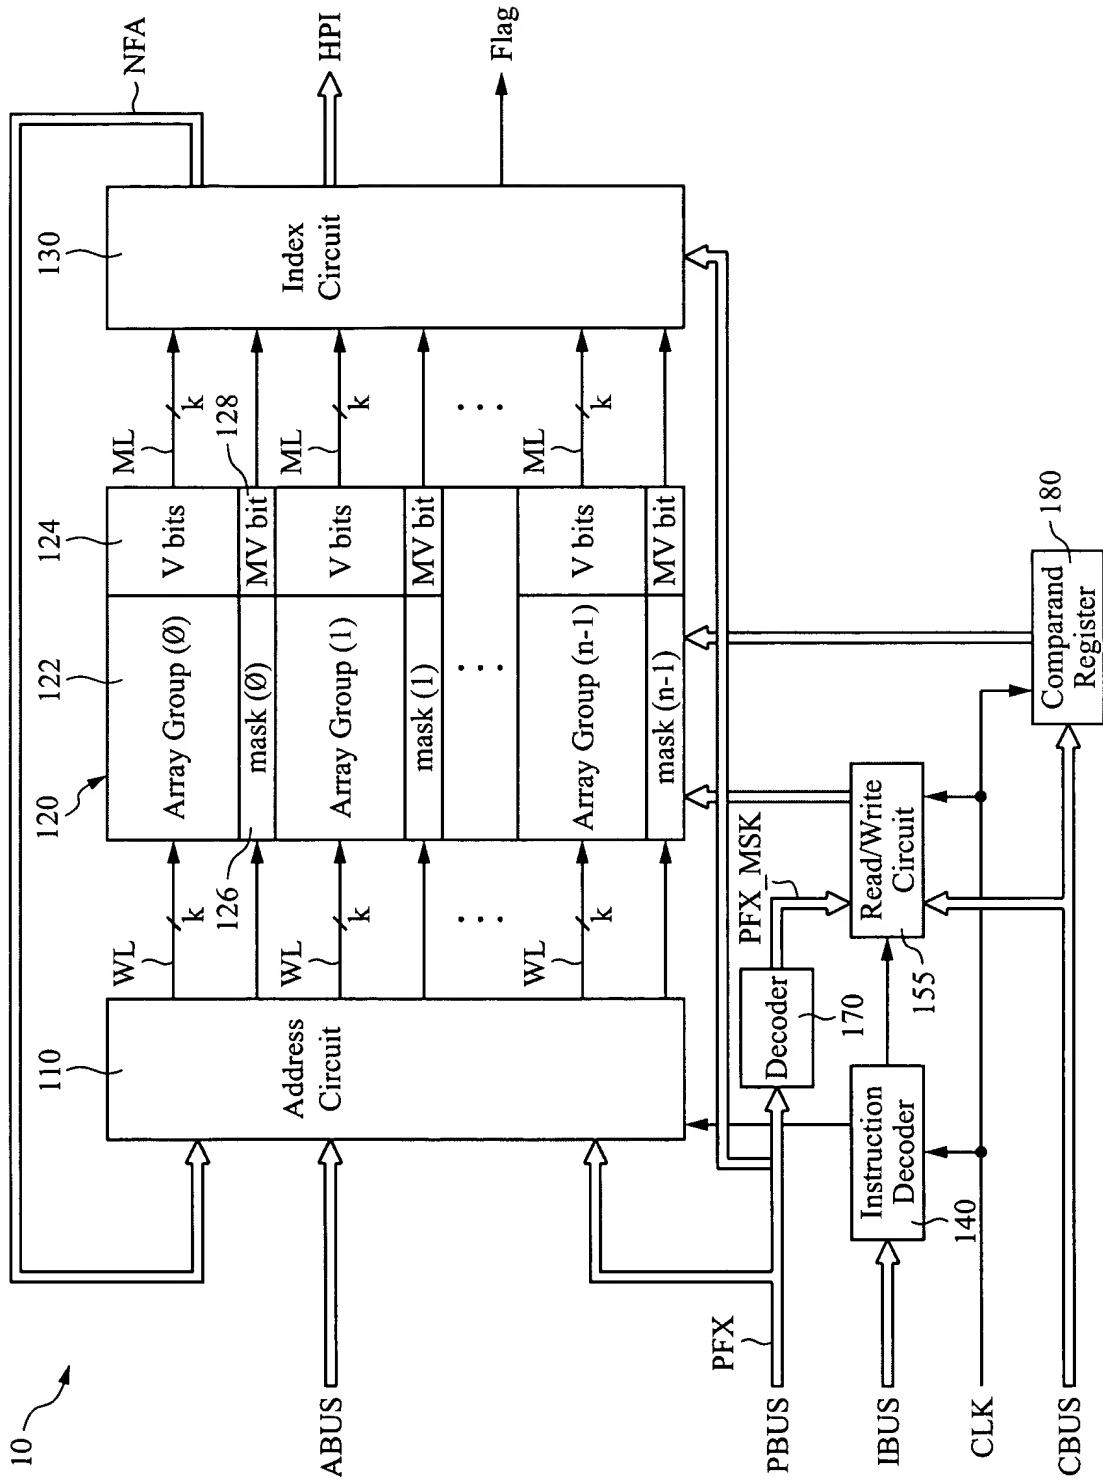 10
NFA
HPI
Flag
110
120
122
124
130
Address
Circuit
WL
k
126
WL
k
. . .
WL
k
Array Group (Ø)
V bits
mask (Ø)
MV bit
Array Group (1)
V bits
mask (1)
MV bit
. . .
Array Group (n-1)
V bits
mask (n-1)
MV bit
ML
k
128
ML
k
. . .
ML
k
Index
Circuit
ABUS
PFX
PBUS
Decoder
170
PFX_MSK
IBUS
Instruction
Decoder
140
Read/Write
Circuit
155
CLK
CBUS
Comparand
Register
180